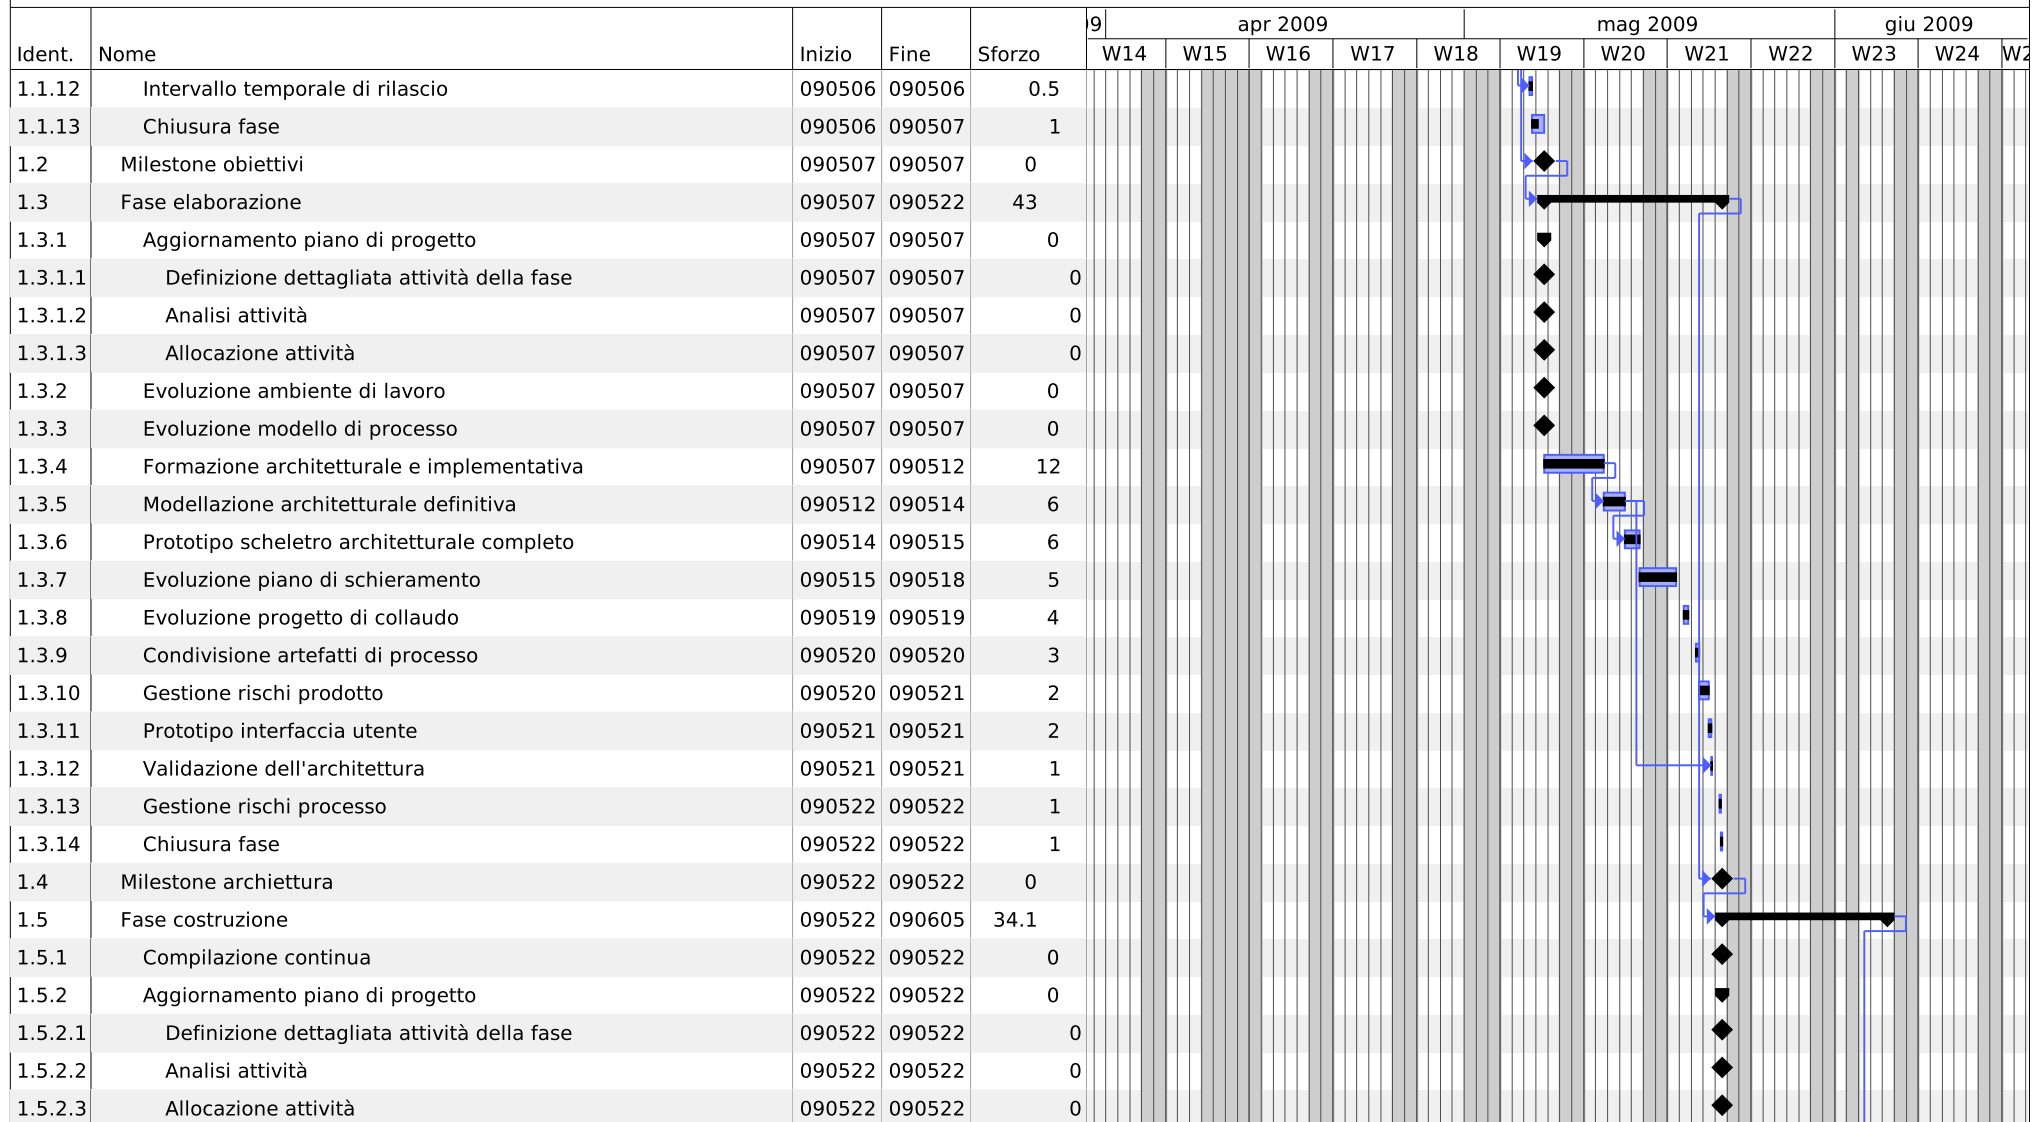 9 apr 2009 mag 2009 giu 2009
Ident. Nome Inizio Fine Sforzo W14 W15 W16 W17 W18 W19 W20 W21 W22 W23 W24 W2
1.1.12 Intervallo temporale di rilascio 090506 090506 0.5
1.1.13 Chiusura fase 090506 090507 1
1.2 Milestone obiettivi 090507 090507 0
1.3 Fase elaborazione 090507 090522 43
1.3.1 Aggiornamento piano di progetto 090507 090507 0
1.3.1.1 Definizione dettagliata attività della fase 090507 090507 0
1.3.1.2 Analisi attività 090507 090507 0
1.3.1.3 Allocazione attività 090507 090507 0
1.3.2 Evoluzione ambiente di lavoro 090507 090507 0
1.3.3 Evoluzione modello di processo 090507 090507 0
1.3.4 Formazione architetturale e implementativa 090507 090512 12
1.3.5 Modellazione architetturale definitiva 090512 090514 6
1.3.6 Prototipo scheletro architetturale completo 090514 090515 6
1.3.7 Evoluzione piano di schieramento 090515 090518 5
1.3.8 Evoluzione progetto di collaudo 090519 090519 4
1.3.9 Condivisione artefatti di processo 090520 090520 3
1.3.10 Gestione rischi prodotto 090520 090521 2
1.3.11 Prototipo interfaccia utente 090521 090521 2
1.3.12 Validazione dell'architettura 090521 090521 1
1.3.13 Gestione rischi processo 090522 090522 1
1.3.14 Chiusura fase 090522 090522 1
1.4 Milestone archiettura 090522 090522 0
1.5 Fase costruzione 090522 090605 34.1
1.5.1 Compilazione continua 090522 090522 0
1.5.2 Aggiornamento piano di progetto 090522 090522 0
1.5.2.1 Definizione dettagliata attività della fase 090522 090522 0
1.5.2.2 Analisi attività 090522 090522 0
1.5.2.3 Allocazione attività 090522 090522 0